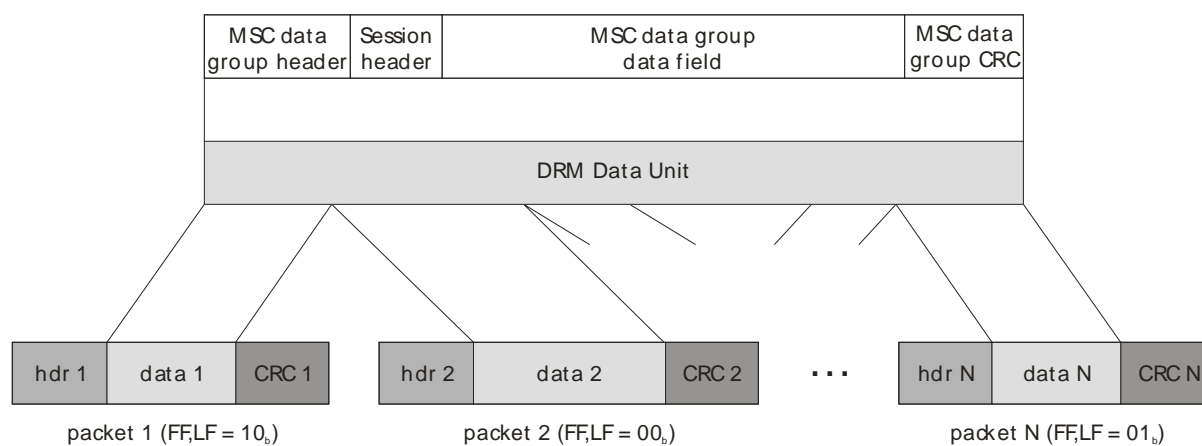 MSC data group header
Session header
MSC data group data field
MSC data group CRC
DRM Data Unit
hdr 1
data 1
CRC 1
hdr 2
data 2
CRC 2
...
hdr N
data N
CRC N
packet 1 (FF,LF = 10b)
packet 2 (FF,LF = 00b)
packet N (FF,LF = 01b)